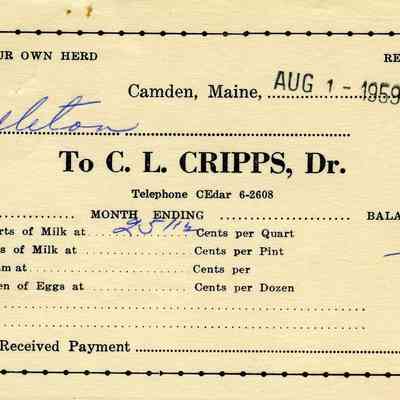 UR OWN HERD RE
Camden, Maine, AUG 1 - 1959
leton
To C. L. CRIPPS, Dr.
Telephone CEdar 6-2608
MONTH ENDING BALA
rts of Milk at 25 1/2 Cents per Quart
s of Milk at Cents per Pint
m at Cents per
en of Eggs at Cents per Dozen
Received Payment